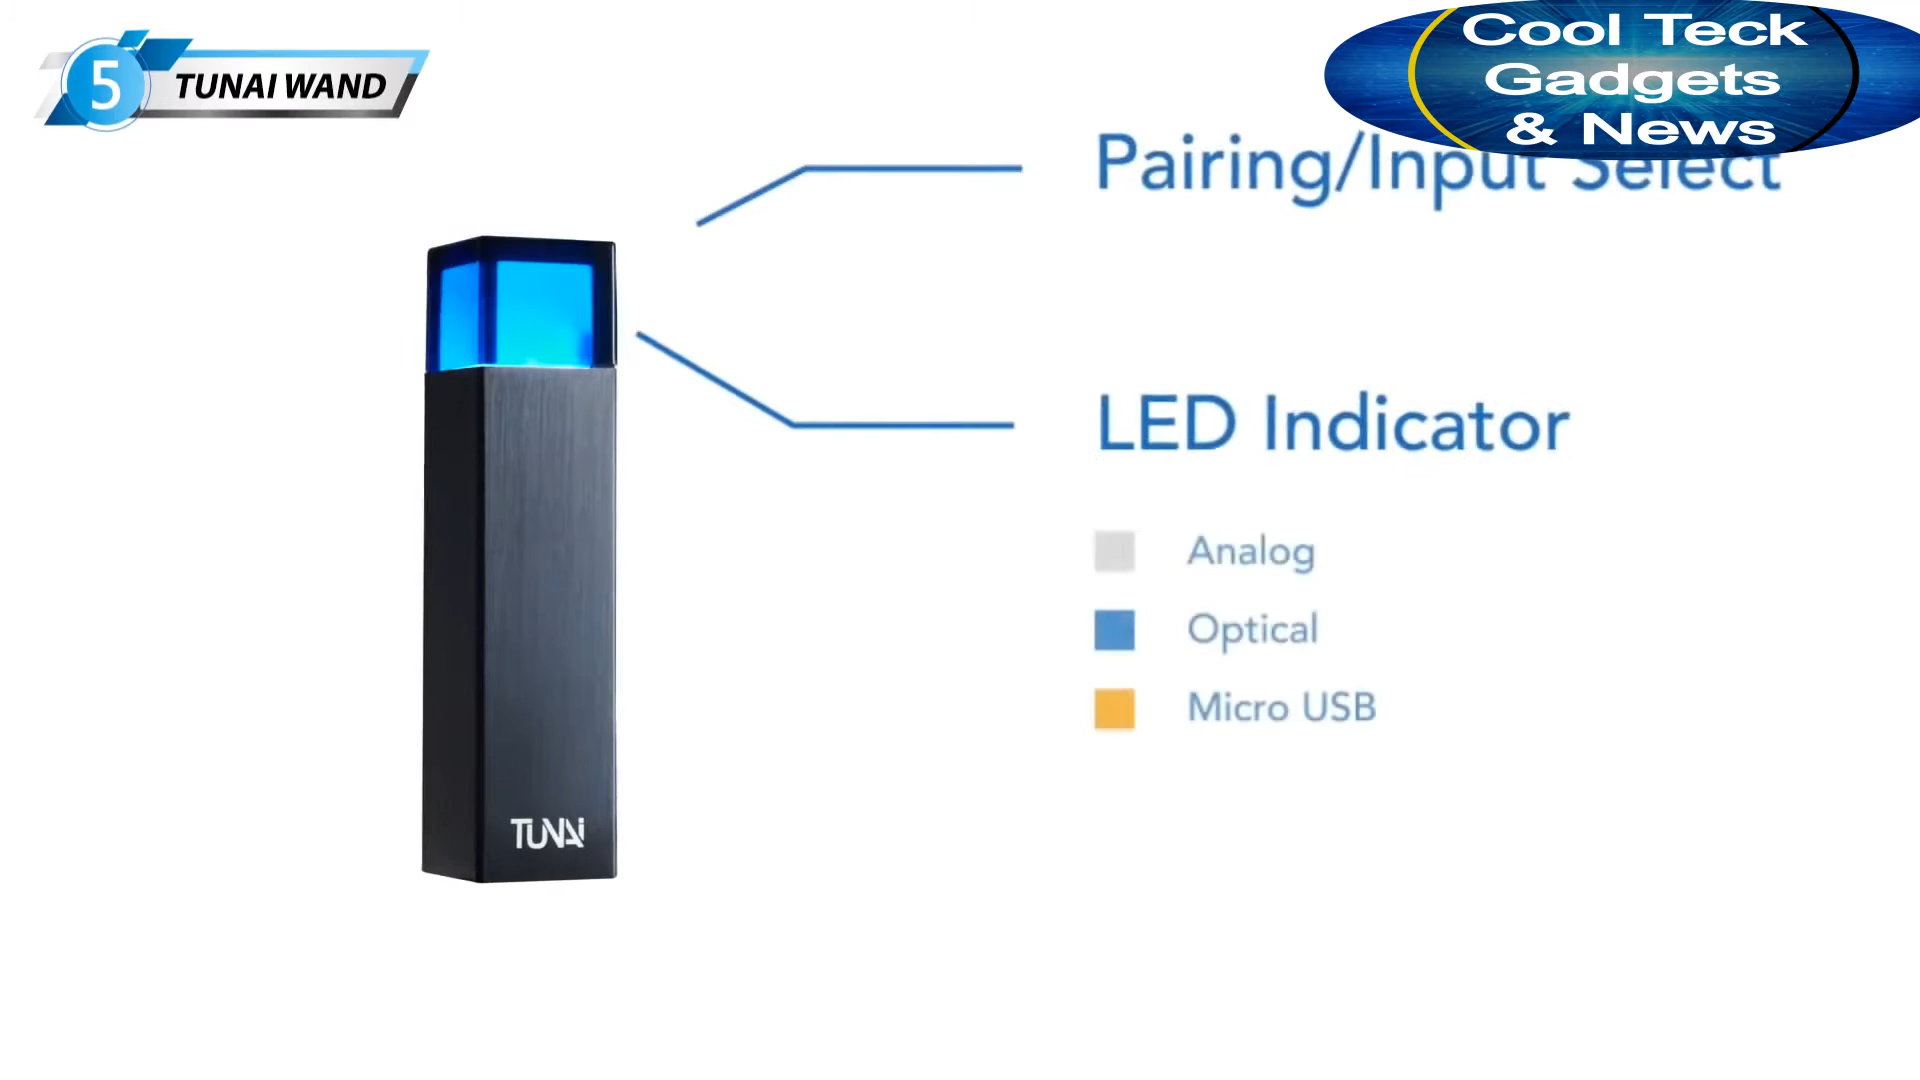 5
TUNAI WAND
Cool Teck
Gadgets
& News
Pairing/Input Select
LED Indicator
Analog
Optical
Micro USB
TUNAI